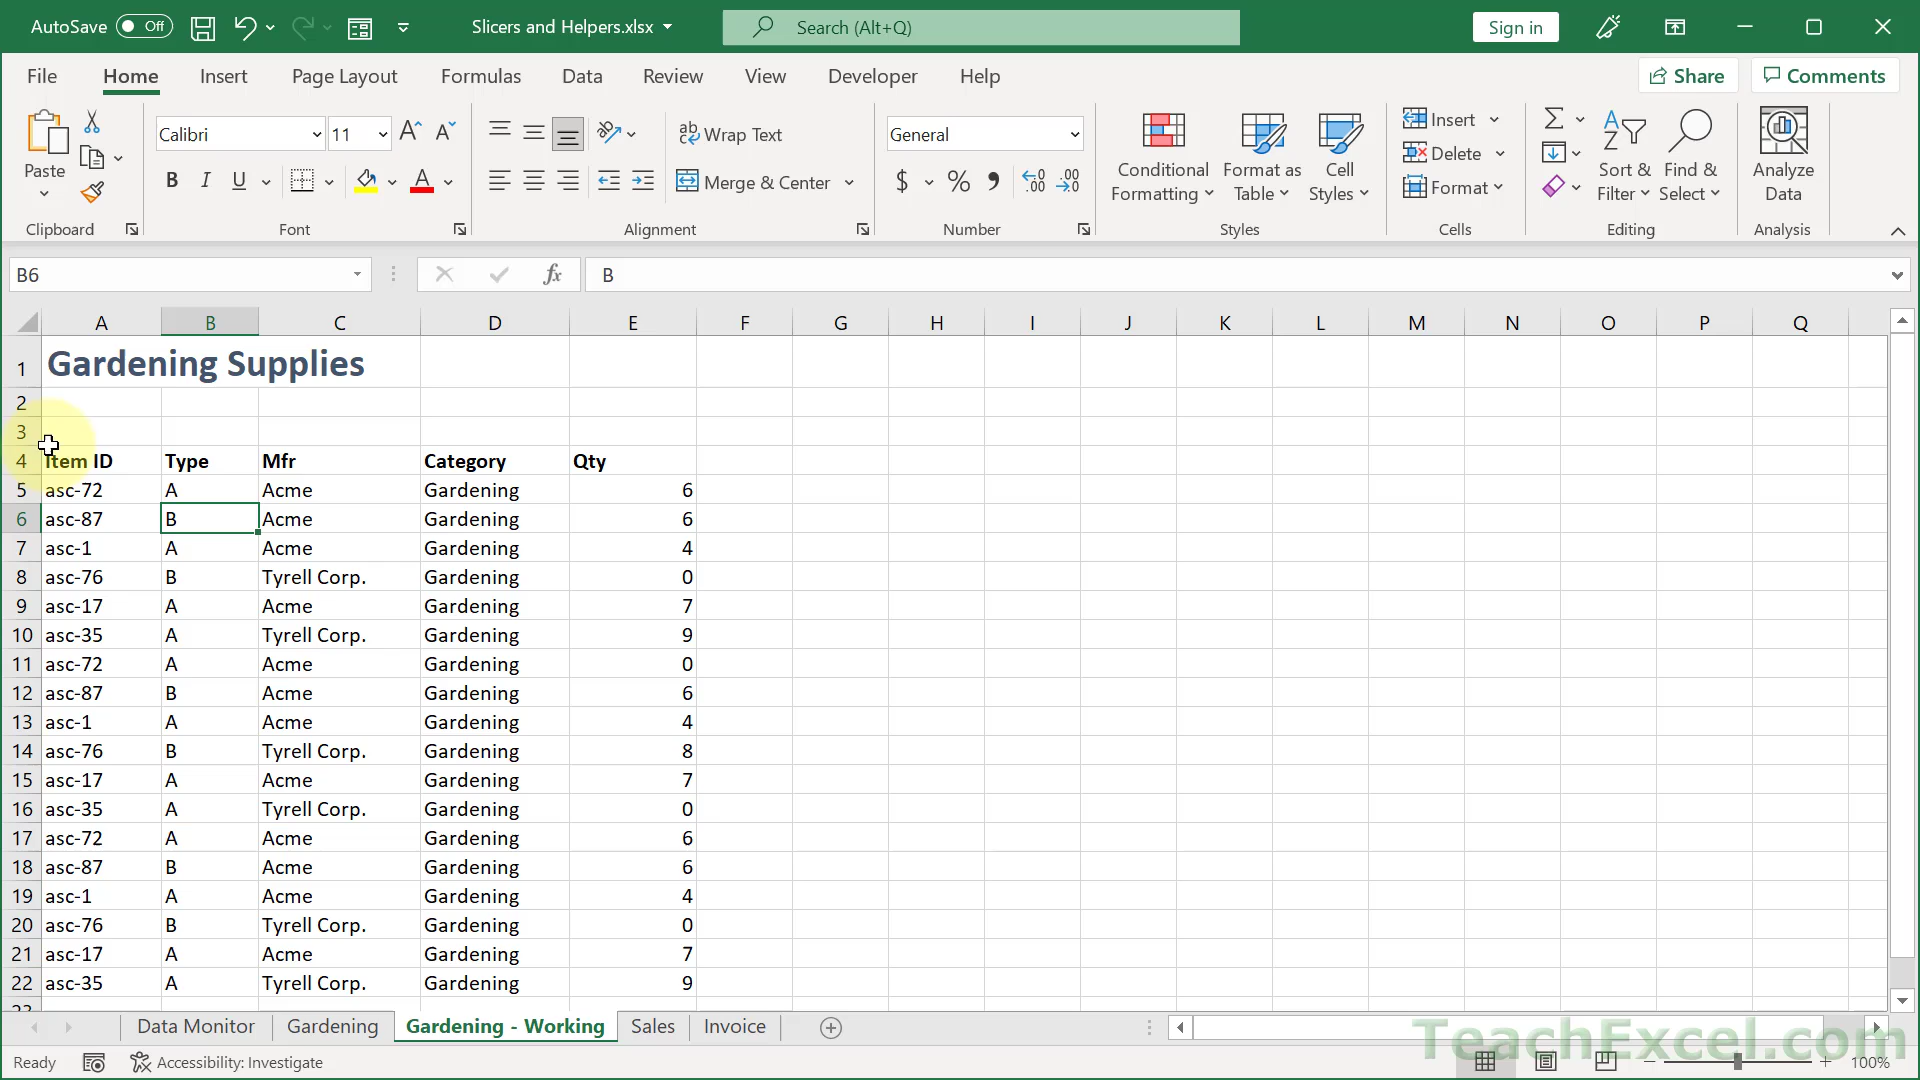 AutoSave Off Slicers and Helpers.xlsx Search (Alt+Q) Sign in
File Home Insert Page Layout Formulas Data Review View Developer Help Share Comments
Paste
Clipboard
Calibri 11
B I U
Font
Wrap Text
Merge & Center
Alignment
General
$ % , .00 .00
Number
Conditional Formatting
Format as Table
Cell Styles
Styles
Insert
Delete
Format
Cells
Sort & Filter
Find & Select
Editing
Analyze Data
Analysis
B6 fx B
A B C D E F G H I J K L M N O P Q
1 Gardening Supplies
2
3
4 Item ID Type Mfr Category Qty
5 asc-72 A Acme Gardening 6
6 asc-87 B Acme Gardening 6
7 asc-1 A Acme Gardening 4
8 asc-76 B Tyrell Corp. Gardening 0
9 asc-17 A Acme Gardening 7
10 asc-35 A Tyrell Corp. Gardening 9
11 asc-72 A Acme Gardening 0
12 asc-87 B Acme Gardening 6
13 asc-1 A Acme Gardening 4
14 asc-76 B Tyrell Corp. Gardening 8
15 asc-17 A Acme Gardening 7
16 asc-35 A Tyrell Corp. Gardening 0
17 asc-72 A Acme Gardening 6
18 asc-87 B Acme Gardening 6
19 asc-1 A Acme Gardening 4
20 asc-76 B Tyrell Corp. Gardening 0
21 asc-17 A Acme Gardening 7
22 asc-35 A Tyrell Corp. Gardening 9
Data Monitor Gardening Gardening - Working Sales Invoice
TeachExcel.com
Ready Accessibility: Investigate 100%